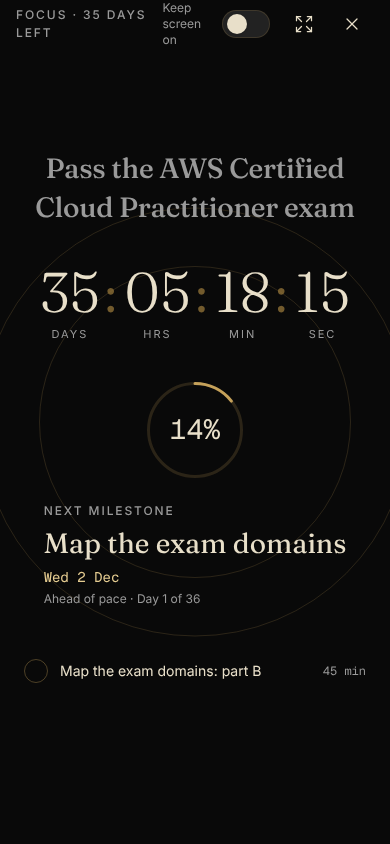 FOCUS · 35 DAYS
LEFT
Keep
screen
on
Pass the AWS Certified
Cloud Practitioner exam
35:05:18:15
DAYS HRS MIN SEC
14%
NEXT MILESTONE
Map the exam domains
Wed 2 Dec
Ahead of pace · Day 1 of 36
Map the exam domains: part B 45 min